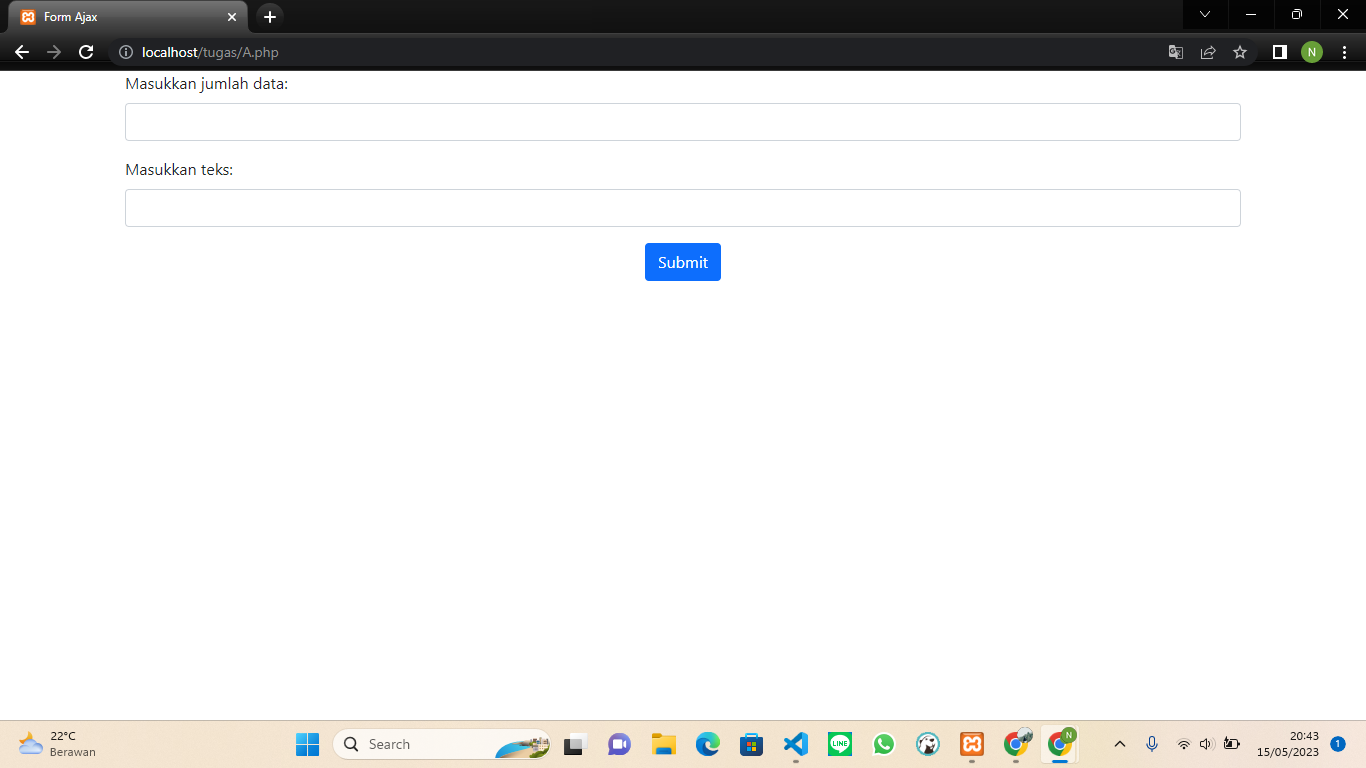 Form Ajax
localhost/tugas/A.php
N
Masukkan jumlah data:
Masukkan teks:
Submit
22°C
Berawan
Search
LINE
N
20:43
15/05/2023
1